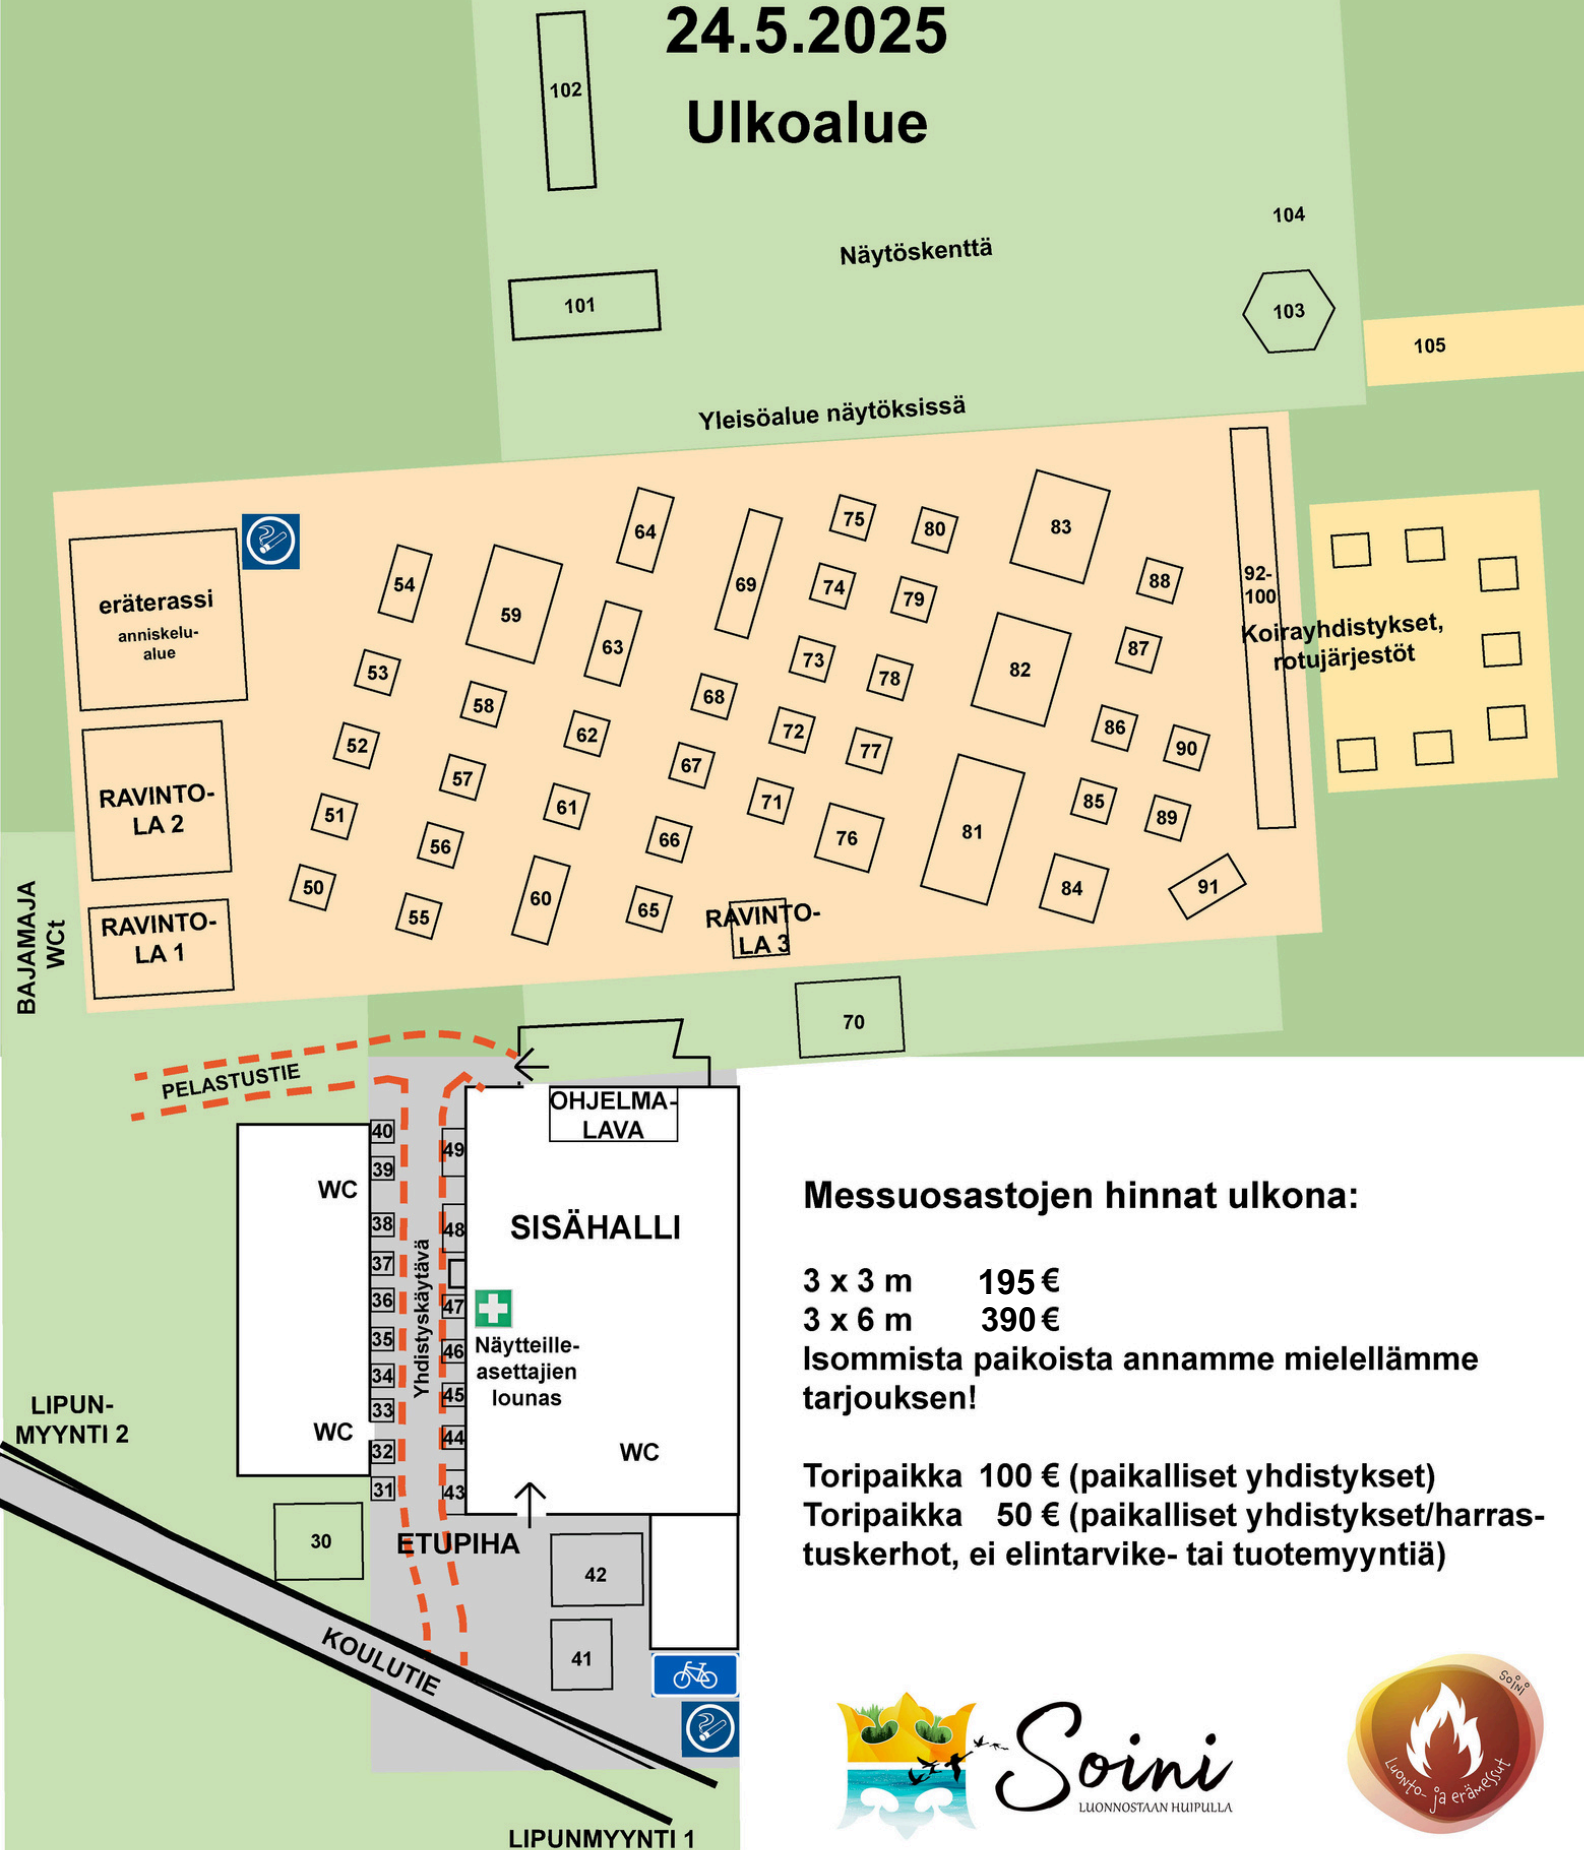 24.5.2025
Ulkoalue
102
104
Näytöskenttä
101
103
105
Yleisöalue näytöksissä
eräterassi
anniskelu-
alue
RAVINTO-
LA 2
RAVINTO-
LA 1
BAJAMAJA
WCt
54
53
52
51
50
59
58
57
56
55
64
63
62
61
60
69
68
67
66
65
RAVINTO-
LA 3
75
74
73
72
71
80
79
78
77
76
83
82
81
88
87
86
85
84
90
89
91
92-
100
Koirayhdistykset,
rotujärjestöt
70
PELASTUSTIE
OHJELMA-
LAVA
SISÄHALLI
Näytteille-
asettajien
lounas
WC
WC
WC
40
39
38
37
36
35
34
33
32
31
Yhdistyskäytävä
49
48
47
46
45
44
43
LIPUN-
MYYNTI 2
30
ETUPIHA
42
41
KOULUTIE
LIPUNMYYNTI 1
Messuosastojen hinnat ulkona:
3 x 3 m 195 €
3 x 6 m 390 €
Isommista paikoista annamme mielellämme
tarjouksen!
Toripaikka 100 € (paikalliset yhdistykset)
Toripaikka 50 € (paikalliset yhdistykset/harras-
tuskerhot, ei elintarvike- tai tuotemyyntiä)
Soini
LUONNOSTAAN HUIPULLA
SOINI
Luonto- ja erämessut